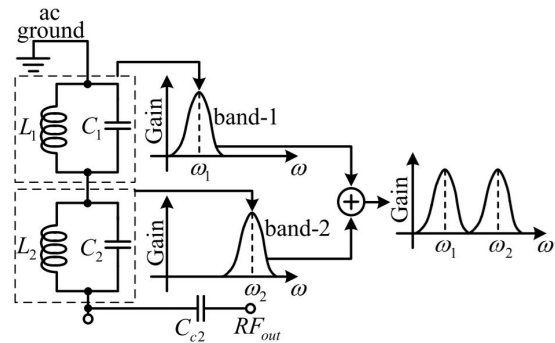 ac
ground
L1
C1
Gain
band-1
ω1
ω
L2
C2
Gain
band-2
ω2
ω
Cc2
RFout
+
Gain
ω1
ω2
ω